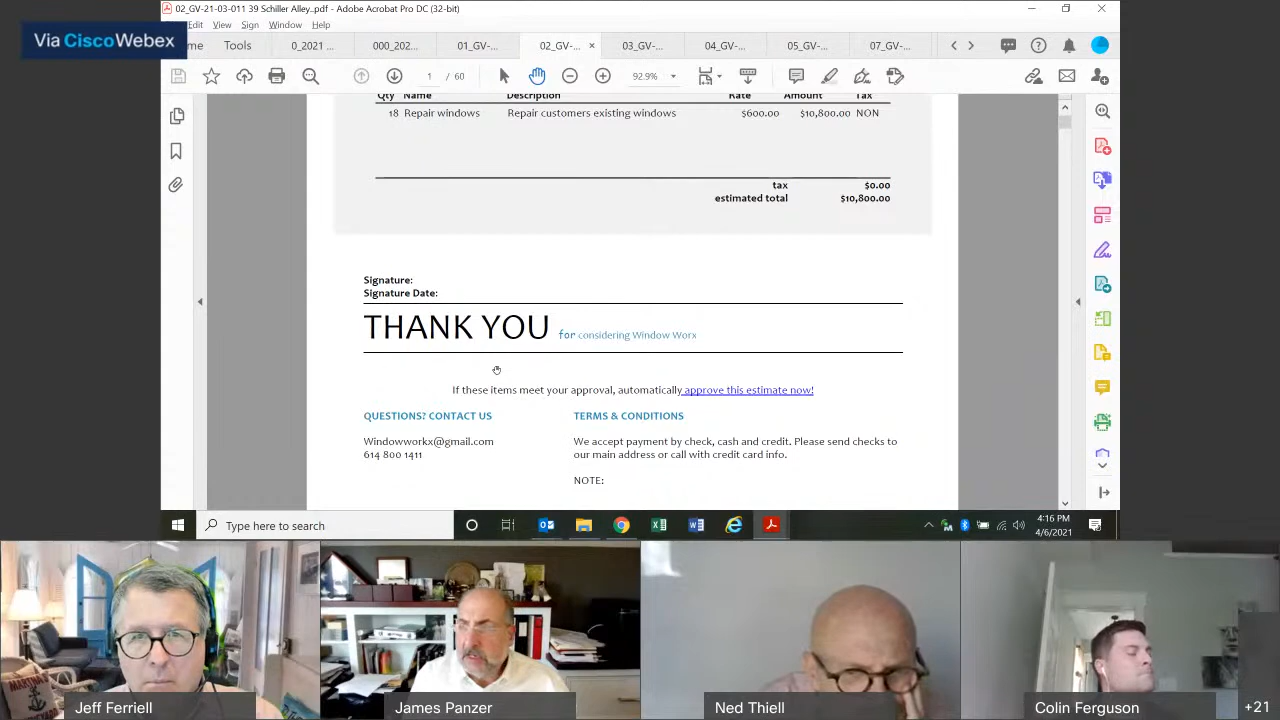 02_GV-21-03-011 39 Schiller Alley..pdf - Adobe Acrobat Pro DC (32-bit)
Edit View Sign Window Help
Via CiscoWebex
me Tools 0_2021 ... 000_202... 01_GV-... 02_GV-... × 03_GV-... 04_GV-... 05_GV-... 07_GV-...
1 / 60 92.9%
Qty Name Description Rate Amount Tax
18 Repair windows Repair customers existing windows $600.00 $10,800.00 NON
tax $0.00
estimated total $10,800.00
Signature:
Signature Date:
THANK YOU for considering Window Worx
If these items meet your approval, automatically approve this estimate now!
QUESTIONS? CONTACT US TERMS & CONDITIONS
Windowworkx@gmail.com We accept payment by check, cash and credit. Please send checks to
614 800 1411 our main address or call with credit card info.
NOTE:
Type here to search
4:16 PM
4/6/2021
Jeff Ferriell James Panzer Ned Thiell Colin Ferguson +21